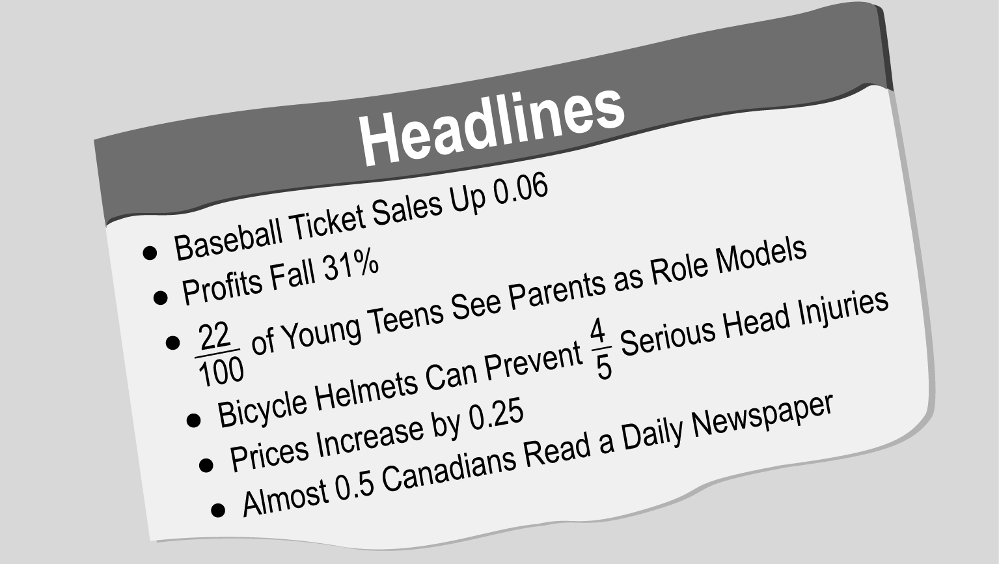 Headlines
● Baseball Ticket Sales Up 0.06
● Profits Fall 31%
● 22/100 of Young Teens See Parents as Role Models
● Bicycle Helmets Can Prevent 4/5 Serious Head Injuries
● Prices Increase by 0.25
● Almost 0.5 Canadians Read a Daily Newspaper